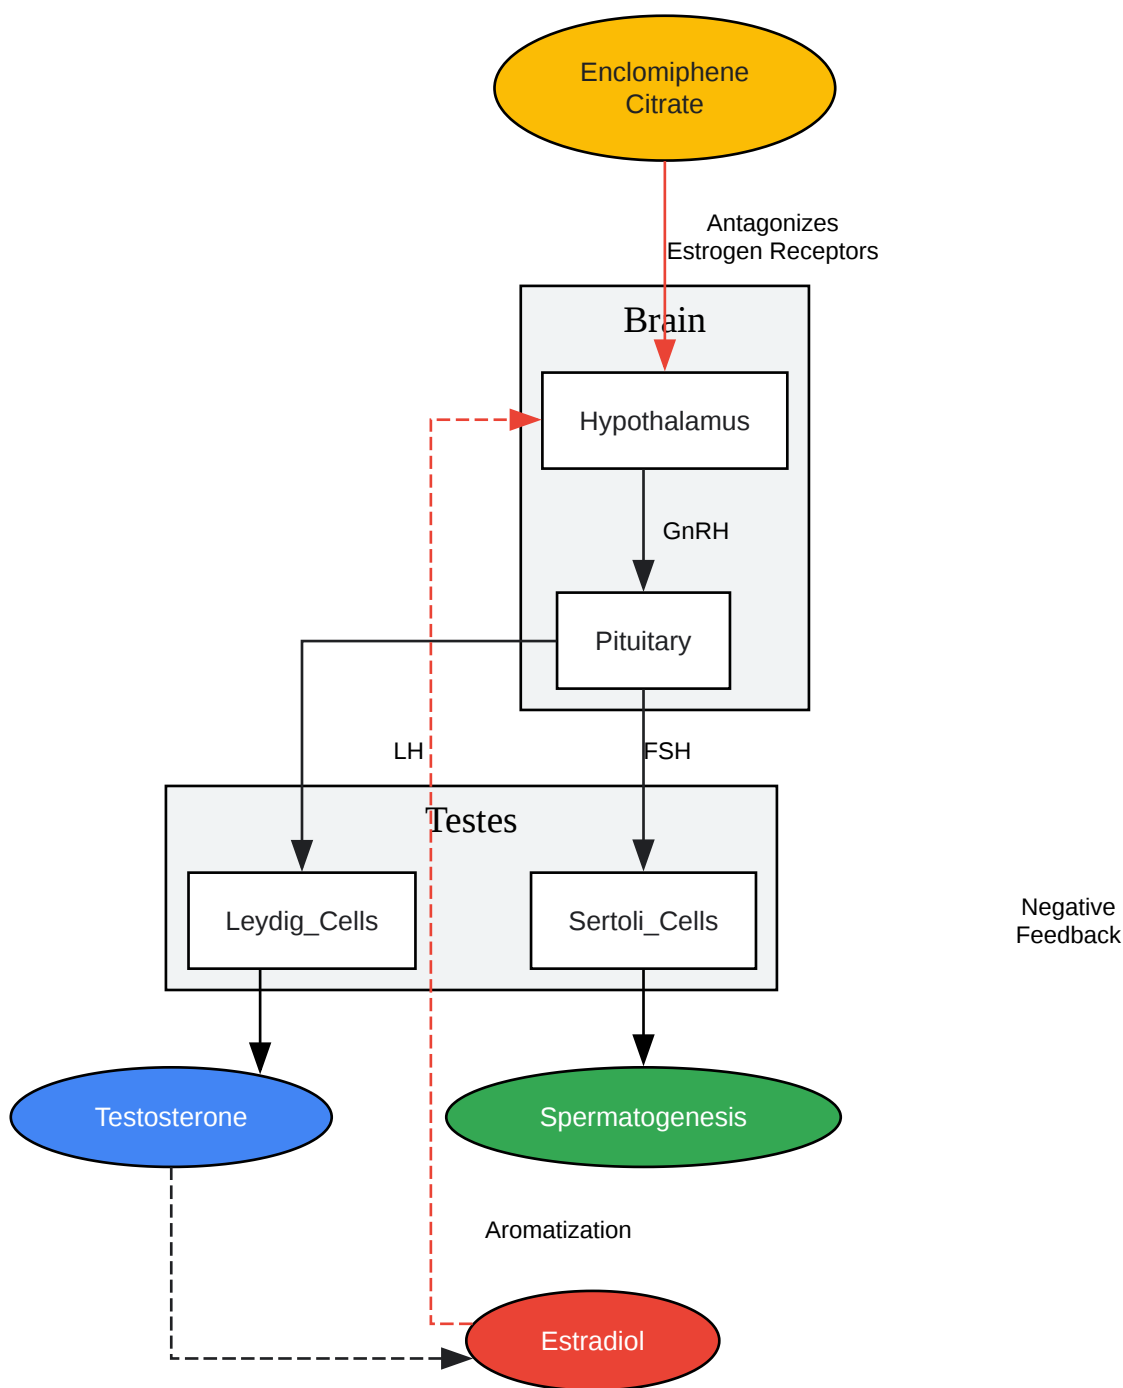 Enclomiphene
Citrate
Antagonizes
Estrogen Receptors
Brain
Hypothalamus
GnRH
Pituitary
LH
FSH
Testes
Leydig_Cells
Sertoli_Cells
Negative
Feedback
Testosterone
Spermatogenesis
Aromatization
Estradiol